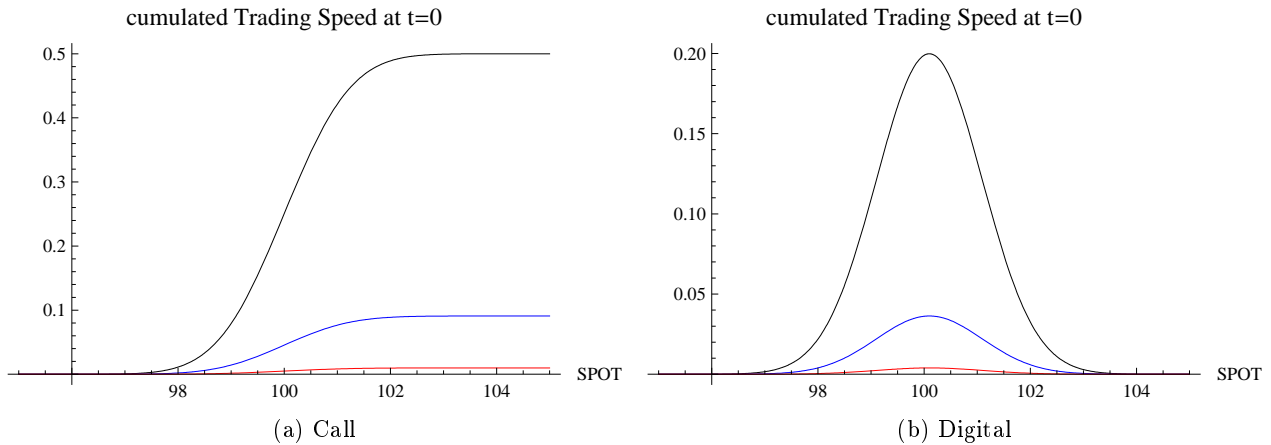 cumulated Trading Speed at t=0
0.5
0.4
0.3
0.2
0.1
98 100 102 104
SPOT
(a) Call
cumulated Trading Speed at t=0
0.20
0.15
0.10
0.05
98 100 102 104
SPOT
(b) Digital